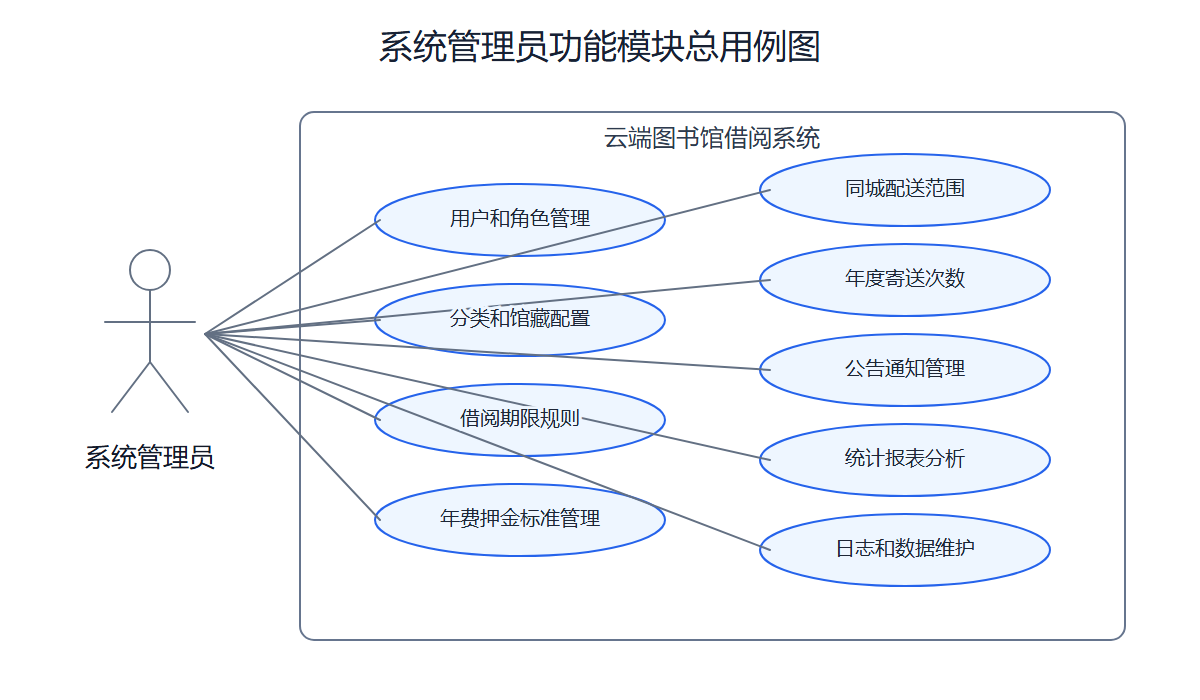 系统管理员功能模块总用例图
云端图书馆借阅系统
用户和角色管理
分类和馆藏配置
借阅期限规则
年费押金标准管理
同城配送范围
年度寄送次数
公告通知管理
统计报表分析
日志和数据维护
系统管理员